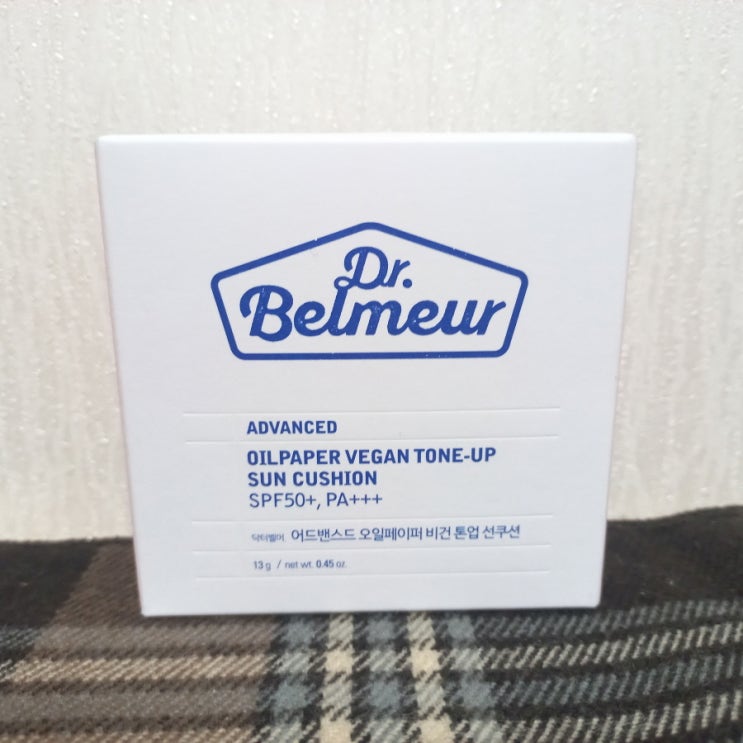 Dr.
Belmeur
ADVANCED
OILPAPER VEGAN TONE-UP
SUN CUSHION
SPF50+, PA+++
닥터벨머 어드밴스드 오일페이퍼 비건 톤업 선쿠션
13 g / net wt. 0.45 oz.